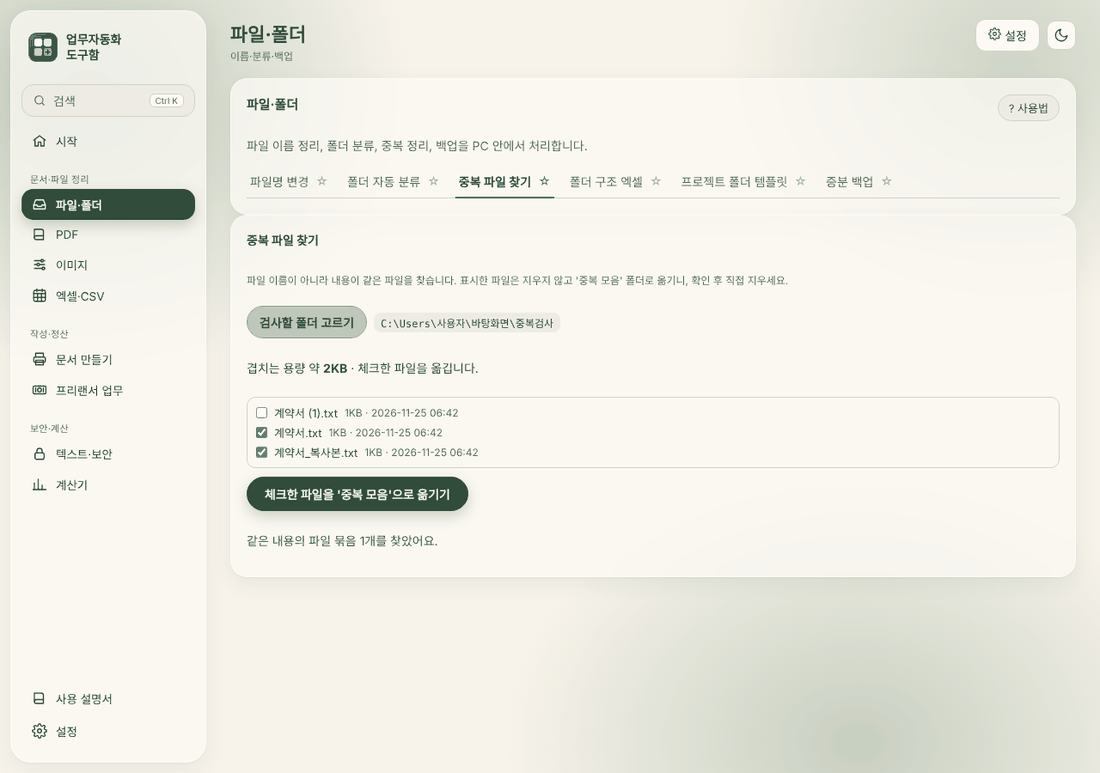 업무자동화
도구함
검색 Ctrl K
시작
문서·파일 정리
파일·폴더
PDF
이미지
엑셀·CSV
작성·정산
문서 만들기
프리랜서 업무
보안·계산
텍스트·보안
계산기
사용 설명서
설정
파일·폴더
이름·분류·백업
설정
파일·폴더
? 사용법
파일 이름 정리, 폴더 분류, 중복 정리, 백업을 PC 안에서 처리합니다.
파일명 변경 ☆ 폴더 자동 분류 ☆ 중복 파일 찾기 ☆ 폴더 구조 엑셀 ☆ 프로젝트 폴더 템플릿 ☆ 증분 백업 ☆
중복 파일 찾기
파일 이름이 아니라 내용이 같은 파일을 찾습니다. 표시한 파일은 지우지 않고 '중복 모음' 폴더로 옮기니, 확인 후 직접 지우세요.
검사할 폴더 고르기 C:\Users\사용자\바탕화면\중복검사
겹치는 용량 약 2KB · 체크한 파일을 옮깁니다.
계약서 (1).txt 1KB · 2026-11-25 06:42
계약서.txt 1KB · 2026-11-25 06:42
계약서_복사본.txt 1KB · 2026-11-25 06:42
체크한 파일을 '중복 모음'으로 옮기기
같은 내용의 파일 묶음 1개를 찾았어요.